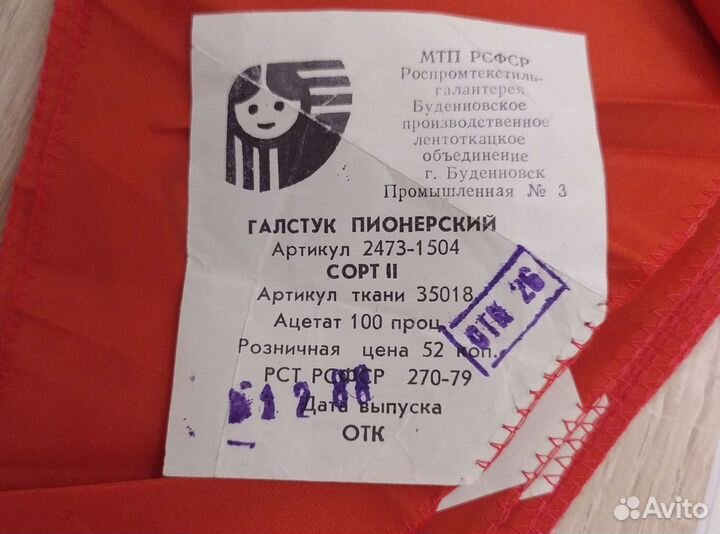 МТП РСФСР
Роспромтекстиль-
галантерея
Буденновское
производственное
лентоткацкое
объединение
г. Буденновск
Промышленная № 3
ГАЛСТУК ПИОНЕРСКИЙ
Артикул 2473-1504
СОРТ II
Артикул ткани 35018
Ацетат 100 проц.
Розничная цена 52 коп.
РСТ РСФСР 270-79
Дата выпуска
ОТК
ОТК 26
Avito